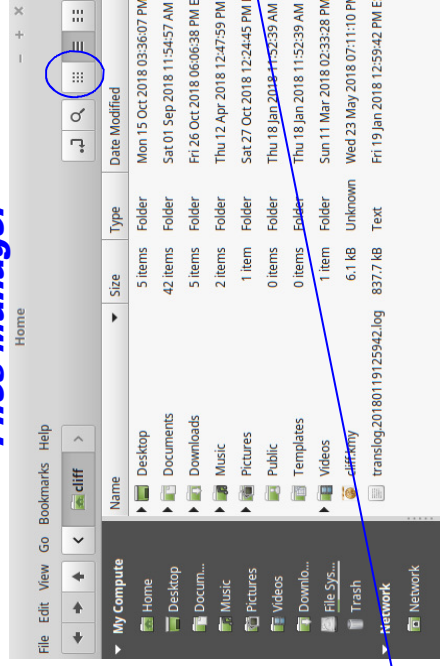 Home
File Edit View Go Bookmarks Help
cliff
My Compute
Home
Desktop
Docum...
Music
Pictures
Videos
Downlo...
File Sys...
Trash
Network
Network
Name Size Type Date Modified
Desktop 5 items Folder Mon 15 Oct 2018 03:36:07 PM
Documents 42 items Folder Sat 01 Sep 2018 11:54:57 AM
Downloads 5 items Folder Fri 26 Oct 2018 06:06:38 PM E
Music 2 items Folder Thu 12 Apr 2018 12:47:59 PM
Pictures 1 item Folder Sat 27 Oct 2018 12:24:45 PM
Public 0 items Folder Thu 18 Jan 2018 11:52:39 AM
Templates 0 items Folder Thu 18 Jan 2018 11:52:39 AM
Videos 1 item Folder Sun 11 Mar 2018 02:33:28 PM
cliff.kmy 6.1 kB Unknown Wed 23 May 2018 07:11:10 PM
translog.20180119125942.log 837.7 kB Text Fri 19 Jan 2018 12:59:42 PM E